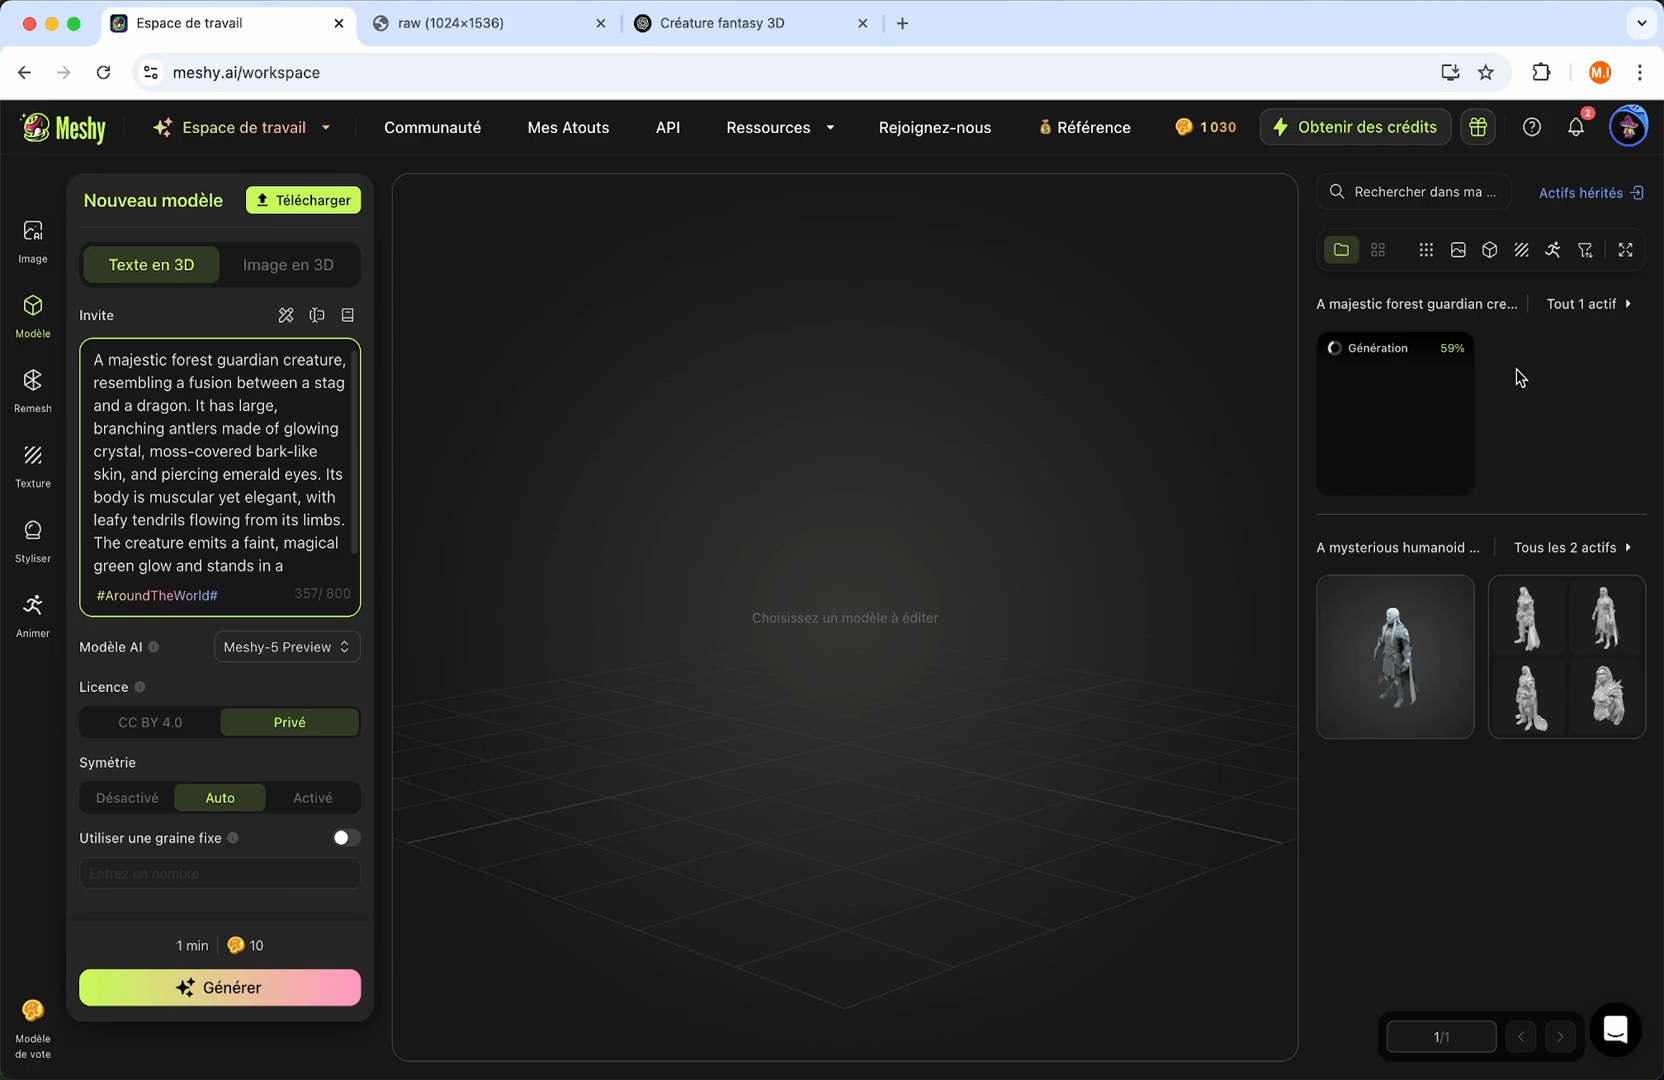 Espace de travail
raw (1024×1536)
Créature fantasy 3D
meshy.ai/workspace
M.I
Meshy
Espace de travail
Communauté
Mes Atouts
API
Ressources
Rejoignez-nous
Référence
1 030
Obtenir des crédits
2
Image
Modèle
Remesh
Texture
Styliser
Animer
Modèle
de vote
Nouveau modèle
Télécharger
Texte en 3D
Image en 3D
Invite
A majestic forest guardian creature,
resembling a fusion between a stag
and a dragon. It has large,
branching antlers made of glowing
crystal, moss-covered bark-like
skin, and piercing emerald eyes. Its
body is muscular yet elegant, with
leafy tendrils flowing from its limbs.
The creature emits a faint, magical
green glow and stands in a
#AroundTheWorld#
357/ 800
Modèle AI
Meshy-5 Preview
Licence
CC BY 4.0
Privé
Symétrie
Désactivé
Auto
Activé
Utiliser une graine fixe
Entrez un nombre
1 min
10
Générer
Choisissez un modèle à éditer
Rechercher dans ma ...
Actifs hérités
A majestic forest guardian cre...
Tout 1 actif
Génération
59%
A mysterious humanoid ...
Tous les 2 actifs
1/1